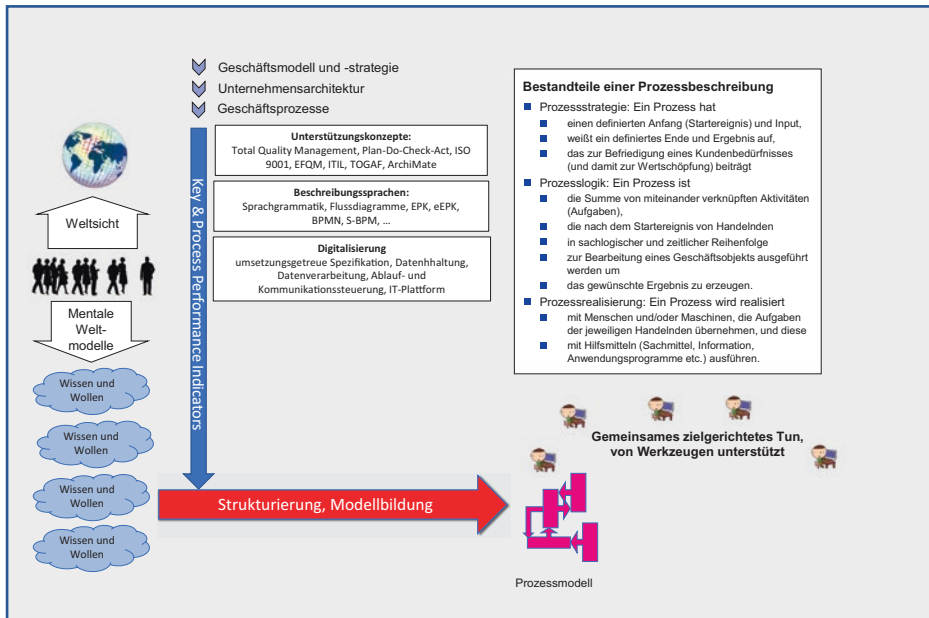 Geschäftsmodell und -strategie
Unternehmensarchitektur
Geschäftsprozesse
Key & Process Performance Indicators
Unterstützungskonzepte:
Total Quality Management, Plan-Do-Check-Act, ISO
9001, EFQM, ITIL, TOGAF, ArchiMate
Beschreibungssprachen:
Sprachgrammatik, Flussdiagramme, EPK, eEPK,
BPMN, S-BPM, ...
Digitalisierung
umsetzungsgetreue Spezifikation, Datenhhaltung,
Datenverarbeitung, Ablauf- und
Kommunikationssteuerung, IT-Plattform
Weltsicht
Mentale
Welt-
modelle
Wissen und
Wollen
Wissen und
Wollen
Wissen und
Wollen
Wissen und
Wollen
Strukturierung, Modellbildung
Bestandteile einer Prozessbeschreibung
Prozessstrategie: Ein Prozess hat
einen definierten Anfang (Startereignis) und Input,
weißt ein definiertes Ende und Ergebnis auf,
das zur Befriedigung eines Kundenbedürfnisses
(und damit zur Wertschöpfung) beiträgt
Prozesslogik: Ein Prozess ist
die Summe von miteinander verknüpften Aktivitäten
(Aufgaben),
die nach dem Startereignis von Handelnden
in sachlogischer und zeitlicher Reihenfolge
zur Bearbeitung eines Geschäftsobjekts ausgeführt
werden um
das gewünschte Ergebnis zu erzeugen.
Prozessrealisierung: Ein Prozess wird realisiert
mit Menschen und/oder Maschinen, die Aufgaben
der jeweiligen Handelnden übernehmen, und diese
mit Hilfsmitteln (Sachmittel, Information,
Anwendungsprogramme etc.) ausführen.
Gemeinsames zielgerichtetes Tun,
von Werkzeugen unterstützt
Prozessmodell